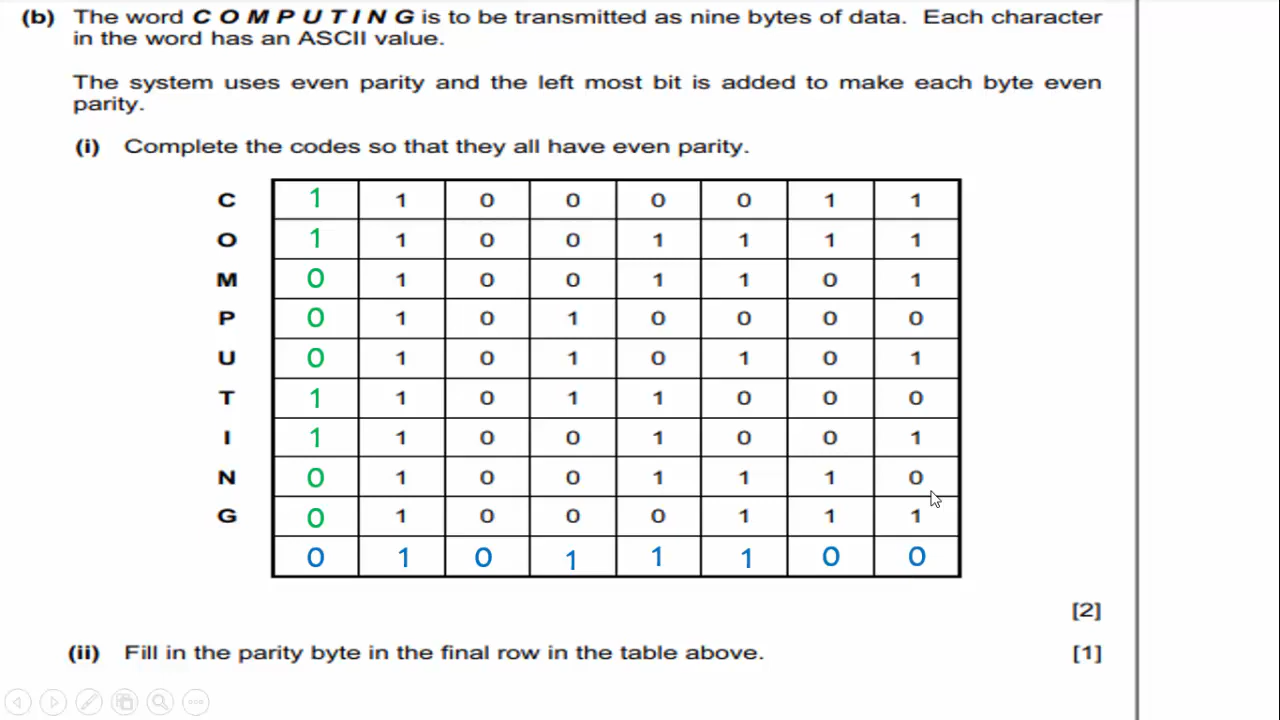 (b) The word C O M P U T I N G is to be transmitted as nine bytes of data. Each character
in the word has an ASCII value.
The system uses even parity and the left most bit is added to make each byte even
parity.
(i) Complete the codes so that they all have even parity.
C 1 1 0 0 0 0 1 1
O 1 1 0 0 1 1 1 1
M 0 1 0 0 1 1 0 1
P 0 1 0 1 0 0 0 0
U 0 1 0 1 0 1 0 1
T 1 1 0 1 1 0 0 0
I 1 1 0 0 1 0 0 1
N 0 1 0 0 1 1 1 0
G 0 1 0 0 0 1 1 1
0 1 0 1 1 1 0 0
[2]
(ii) Fill in the parity byte in the final row in the table above. [1]